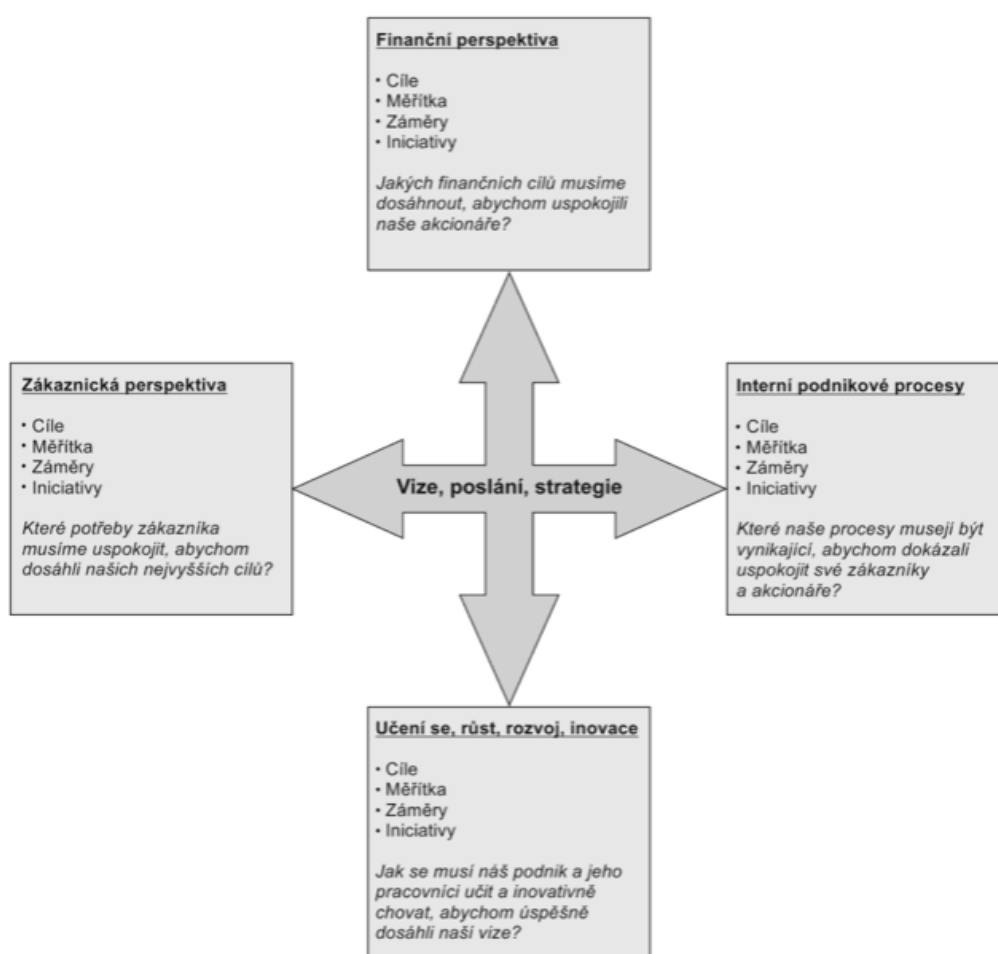 Finanční perspektiva
• Cíle
• Měřítka
• Záměry
• Iniciativy
Jakých finančních cílů musíme
dosáhnout, abychom uspokojili
naše akcionáře?
Zákaznická perspektiva
• Cíle
• Měřítka
• Záměry
• Iniciativy
Které potřeby zákazníka
musíme uspokojit, abychom
dosáhli našich nejvyšších cílů?
Vize, poslání, strategie
Interní podnikové procesy
• Cíle
• Měřítka
• Záměry
• Iniciativy
Které naše procesy musejí být
vynikající, abychom dokázali
uspokojit své zákazníky
a akcionáře?
Učení se, růst, rozvoj, inovace
• Cíle
• Měřítka
• Záměry
• Iniciativy
Jak se musí náš podnik a jeho
pracovníci učit a inovativně
chovat, abychom úspěšně
dosáhli naší vize?